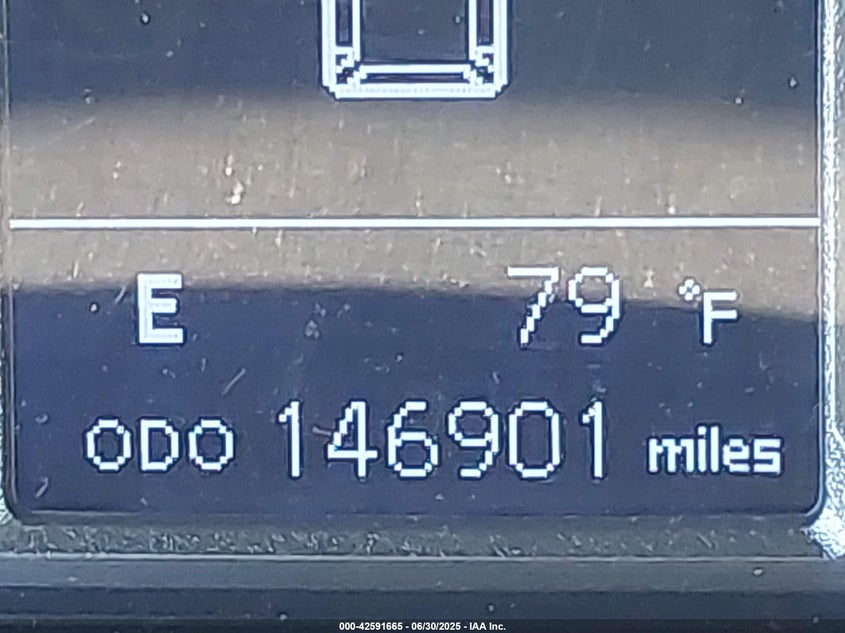 E 79 °F
ODO 146901 miles
000-42591665 - 06/30/2025 - IAA Inc.